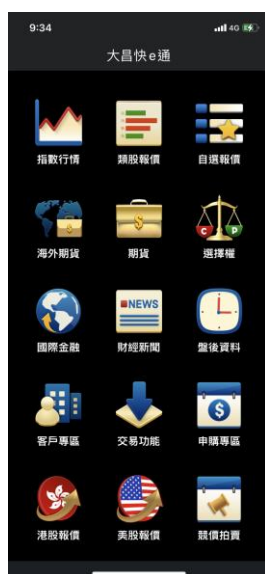 9:34
4G
大昌快e通
指數行情 類股報價 自選報價
海外期貨 期貨 選擇權
C P
NEWS
國際金融 財經新聞 盤後資料
客戶專區 交易功能 申購專區
港股報價 美股報價 競價拍賣